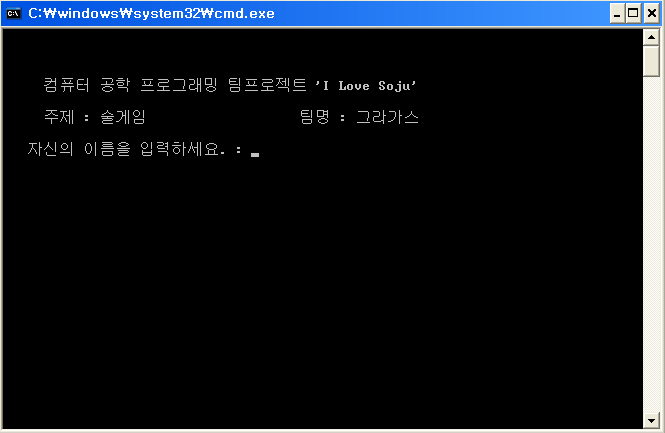 C:₩windows₩system32₩cmd.exe
컴퓨터 공학 프로그래밍 팀프로젝트 'I Love Soju'
주제 : 술게임 팀명 : 그라가스
자신의 이름을 입력하세요. : _